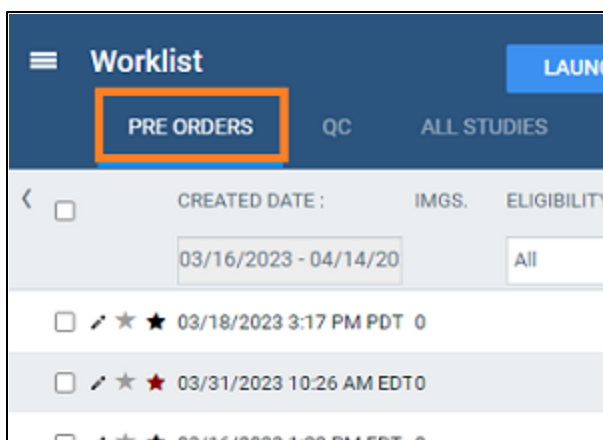 Worklist
LAUNC
PRE ORDERS QC ALL STUDIES
CREATED DATE : IMGS. ELIGIBILITY
03/16/2023 - 04/14/20 All
03/18/2023 3:17 PM PDT 0
03/31/2023 10:26 AM EDT0